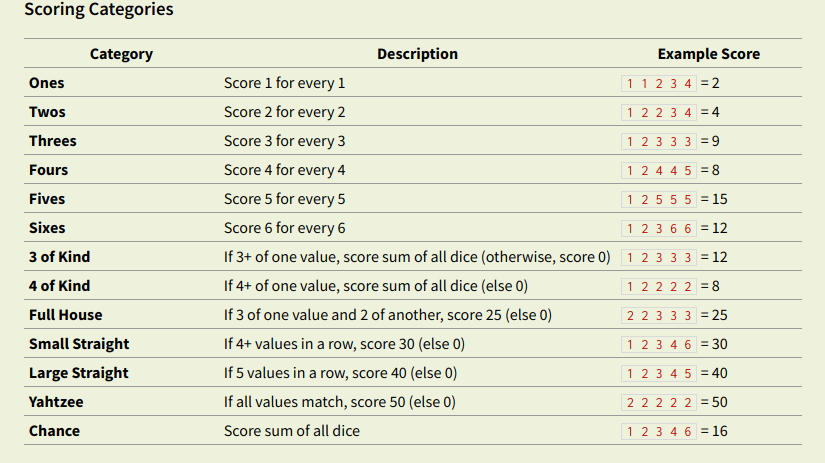 Scoring Categories
Category Description Example Score
Ones Score 1 for every 1 1 1 2 3 4 = 2
Twos Score 2 for every 2 1 2 2 3 4 = 4
Threes Score 3 for every 3 1 2 3 3 3 = 9
Fours Score 4 for every 4 1 2 4 4 5 = 8
Fives Score 5 for every 5 1 2 5 5 5 = 15
Sixes Score 6 for every 6 1 2 3 6 6 = 12
3 of Kind If 3+ of one value, score sum of all dice (otherwise, score 0) 1 2 3 3 3 = 12
4 of Kind If 4+ of one value, score sum of all dice (else 0) 1 2 2 2 2 = 8
Full House If 3 of one value and 2 of another, score 25 (else 0) 2 2 3 3 3 = 25
Small Straight If 4+ values in a row, score 30 (else 0) 1 2 3 4 6 = 30
Large Straight If 5 values in a row, score 40 (else 0) 1 2 3 4 5 = 40
Yahtzee If all values match, score 50 (else 0) 2 2 2 2 2 = 50
Chance Score sum of all dice 1 2 3 4 6 = 16